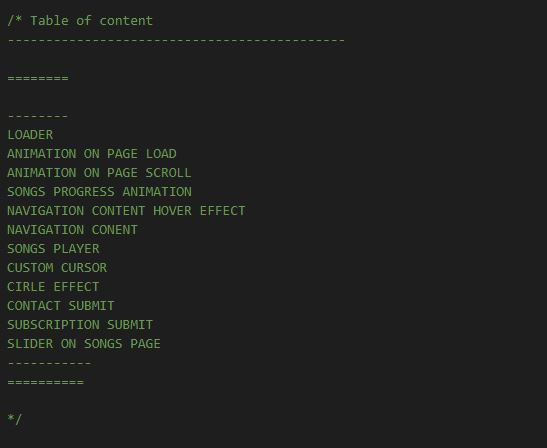 /* Table of content
--------------------------------------------
========
--------
LOADER
ANIMATION ON PAGE LOAD
ANIMATION ON PAGE SCROLL
SONGS PROGRESS ANIMATION
NAVIGATION CONTENT HOVER EFFECT
NAVIGATION CONENT
SONGS PLAYER
CUSTOM CURSOR
CIRLE EFFECT
CONTACT SUBMIT
SUBSCRIPTION SUBMIT
SLIDER ON SONGS PAGE
-----------
==========
*/